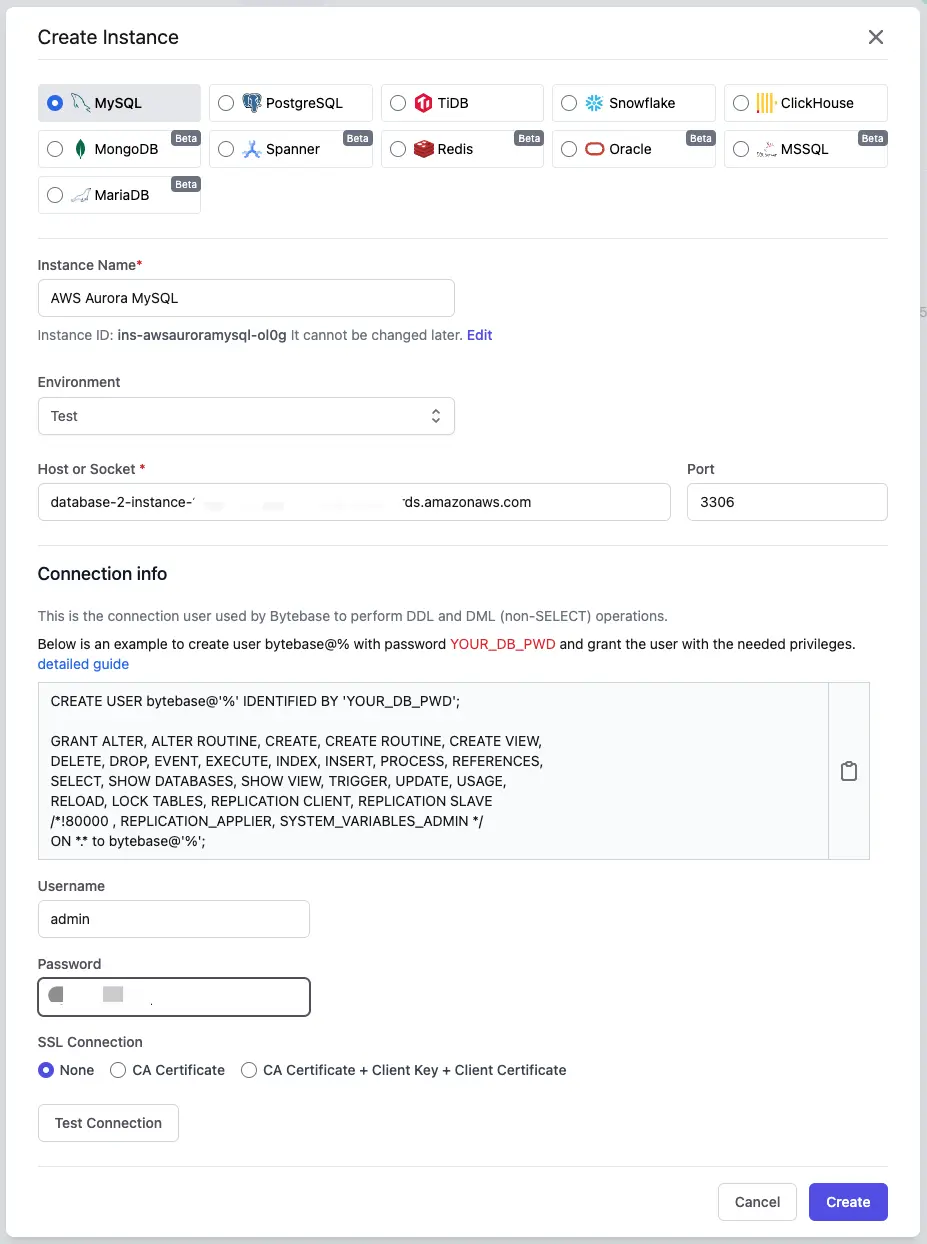 Create Instance
MySQL PostgreSQL TiDB Snowflake ClickHouse
MongoDB Beta Spanner Beta Redis Beta Oracle Beta MSSQL Beta
MariaDB Beta
Instance Name*
AWS Aurora MySQL
Instance ID: ins-awsauroramysql-ol0g It cannot be changed later. Edit
Environment
Test
Host or Socket * Port
database-2-instance- rds.amazonaws.com 3306
Connection info
This is the connection user used by Bytebase to perform DDL and DML (non-SELECT) operations.
Below is an example to create user bytebase@% with password YOUR_DB_PWD and grant the user with the needed privileges.
detailed guide
CREATE USER bytebase@'%' IDENTIFIED BY 'YOUR_DB_PWD';
GRANT ALTER, ALTER ROUTINE, CREATE, CREATE ROUTINE, CREATE VIEW,
DELETE, DROP, EVENT, EXECUTE, INDEX, INSERT, PROCESS, REFERENCES,
SELECT, SHOW DATABASES, SHOW VIEW, TRIGGER, UPDATE, USAGE,
RELOAD, LOCK TABLES, REPLICATION CLIENT, REPLICATION SLAVE
/*!80000 , REPLICATION_APPLIER, SYSTEM_VARIABLES_ADMIN */
ON *.* to bytebase@'%';
Username
admin
Password
SSL Connection
None CA Certificate CA Certificate + Client Key + Client Certificate
Test Connection
Cancel Create